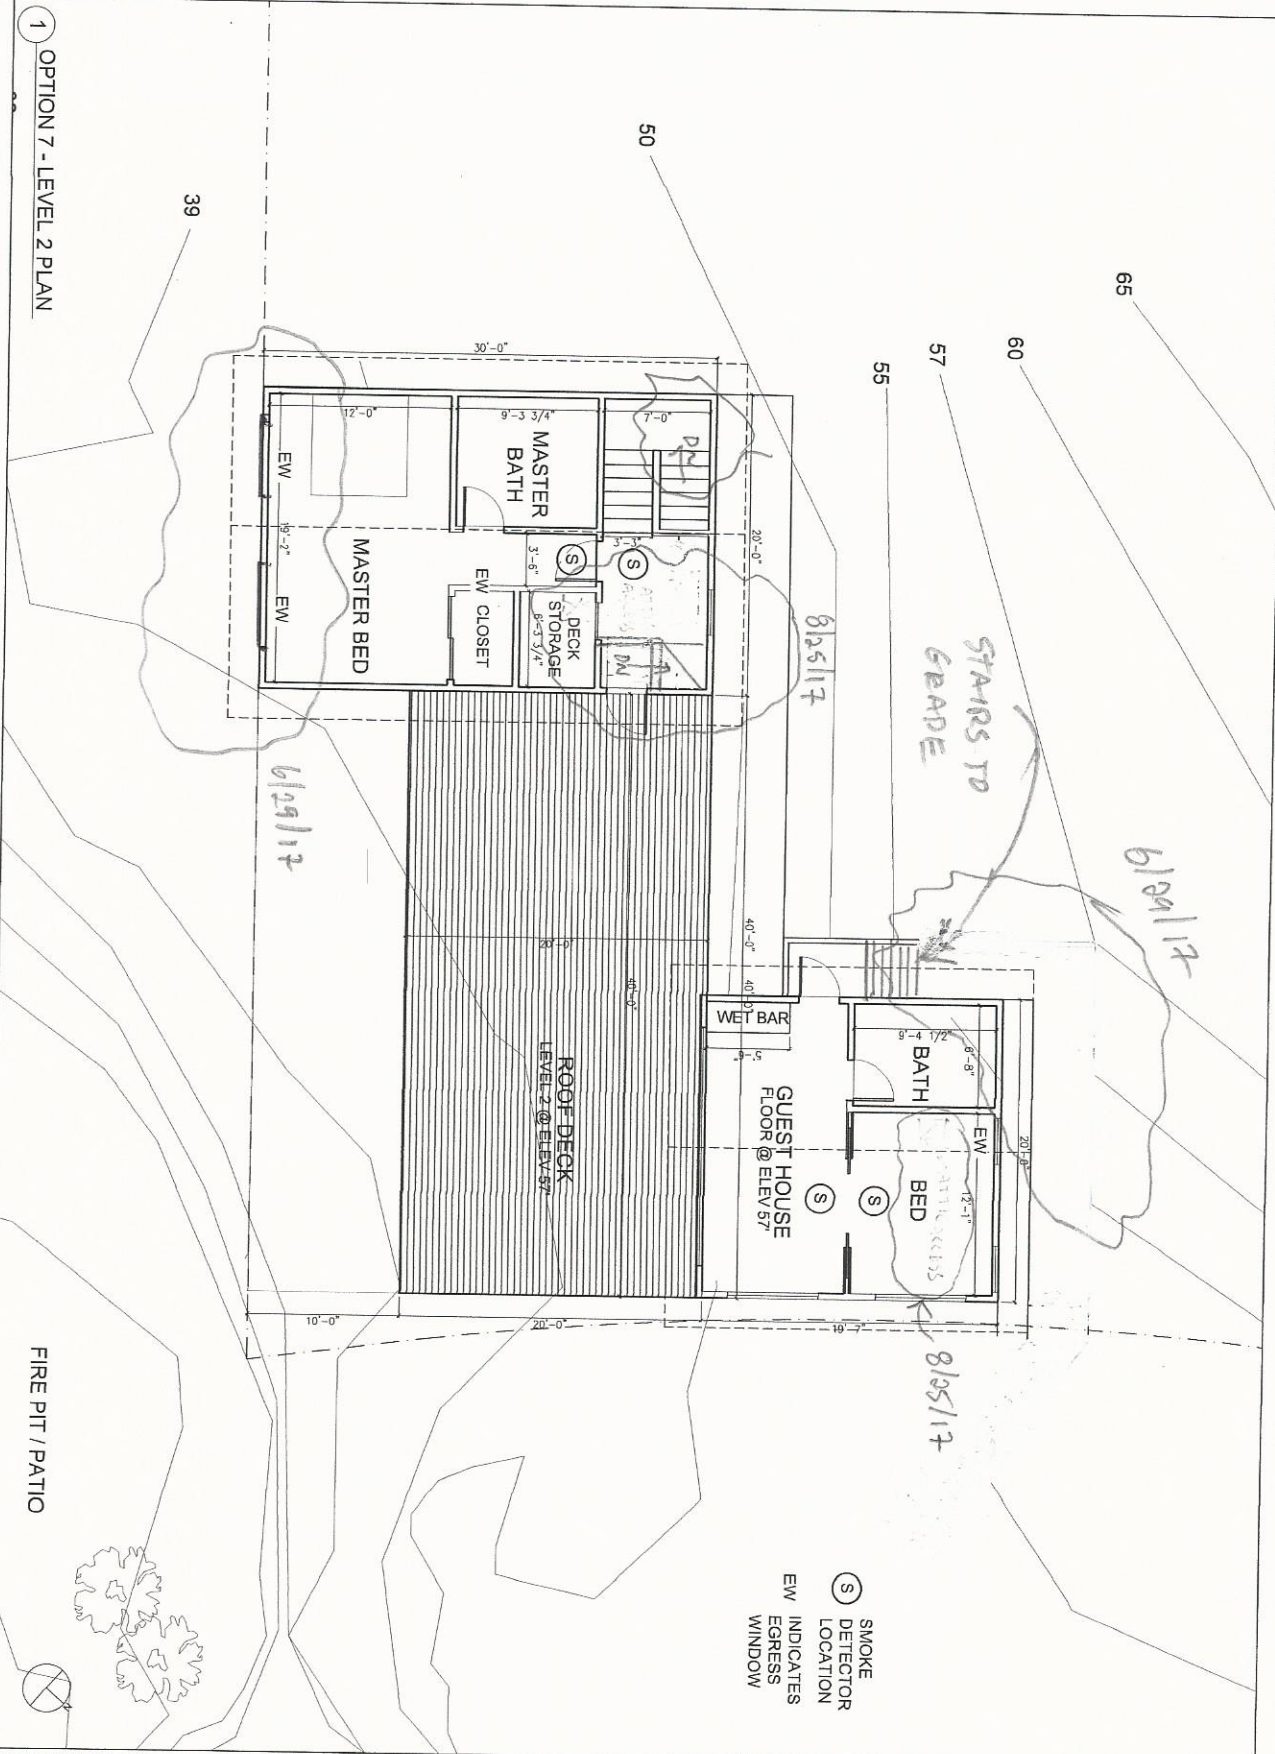 1
OPTION 7 - LEVEL 2 PLAN
39
50
65
60
57
55
30'-0"
12'-0"
9'-3 3/4"
7'-0"
DN
MASTER
BATH
EW
19'-2"
EW
MASTER BED
3'-6"
3'-3"
20'-0"
S
S
EW
CLOSET
DECK
STORAGE
6'-3 3/4"
DN
8/25/17
STAIRS TO
GRADE
6/29/17
6/29/17
40'-0"
40'-0"
20'-0"
40'-0"
ROOF DECK
LEVEL 2 @ ELEV 57'
WET BAR
9'-4 1/2"
6'-8"
BATH
GUEST HOUSE
FLOOR @ ELEV 57'
EW
20'-8"
12'-1"
BED
S
S
10'-0"
20'-0"
19'-7"
8/25/17
FIRE PIT / PATIO
S
SMOKE
DETECTOR
LOCATION
EW
INDICATES
EGRESS
WINDOW